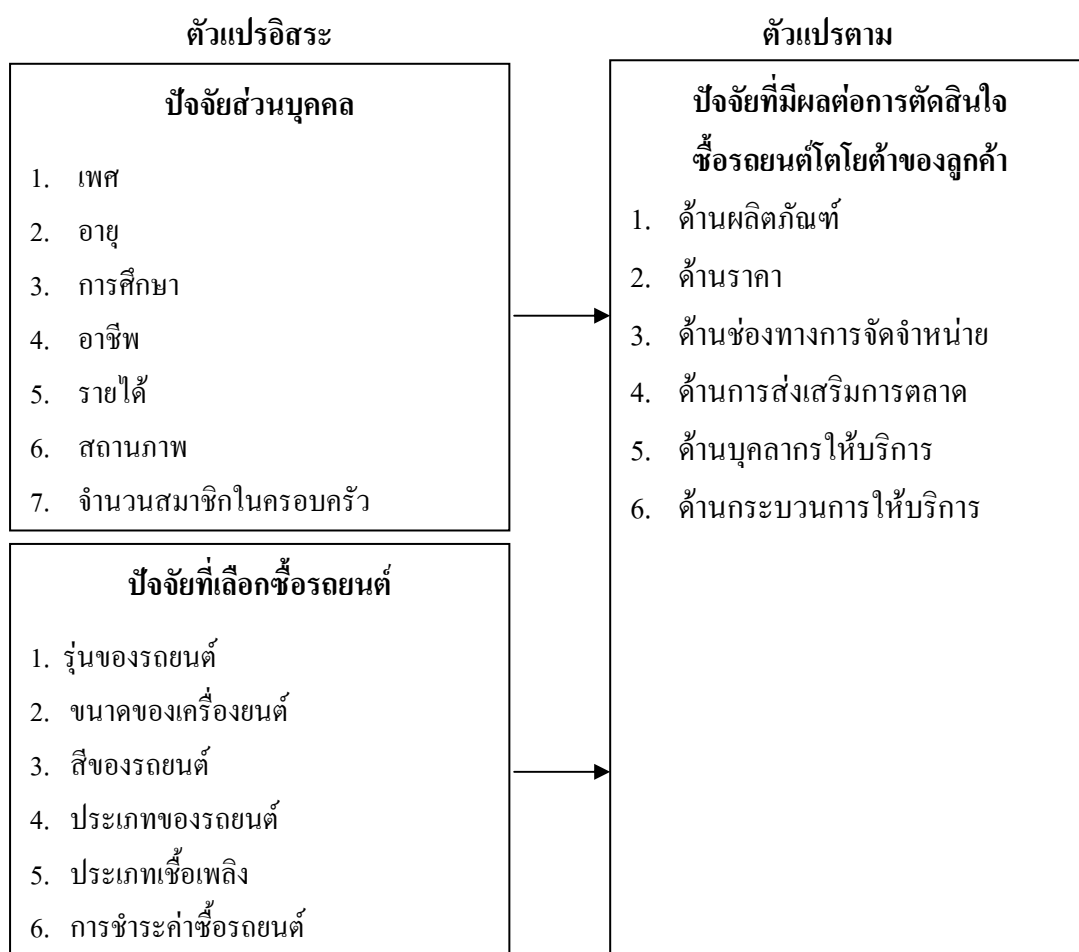 ตัวแปรอิสระ
ปัจจัยส่วนบุคคล
1. เพศ
2. อายุ
3. การศึกษา
4. อาชีพ
5. รายได้
6. สถานภาพ
7. จำนวนสมาชิกในครอบครัว
ปัจจัยที่เลือกซื้อรถยนต์
1. รุ่นของรถยนต์
2. ขนาดของเครื่องยนต์
3. สีของรถยนต์
4. ประเภทของรถยนต์
5. ประเภทเชื้อเพลิง
6. การชำระค่าซื้อรถยนต์
ตัวแปรตาม
ปัจจัยที่มีผลต่อการตัดสินใจ
ซื้อรถยนต์โตโยต้าของลูกค้า
1. ด้านผลิตภัณฑ์
2. ด้านราคา
3. ด้านช่องทางการจัดจำหน่าย
4. ด้านการส่งเสริมการตลาด
5. ด้านบุคลากรให้บริการ
6. ด้านกระบวนการให้บริการ